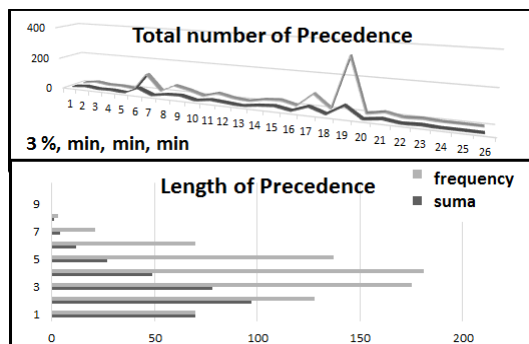 Total number of Precedence
400
200
0
1 2 3 4 5 6 7 8 9 10 11 12 13 14 15 16 17 18 19 20 21 22 23 24 25 26
3 %, min, min, min
Length of Precedence
frequency
suma
9
7
5
3
1
0 50 100 150 200